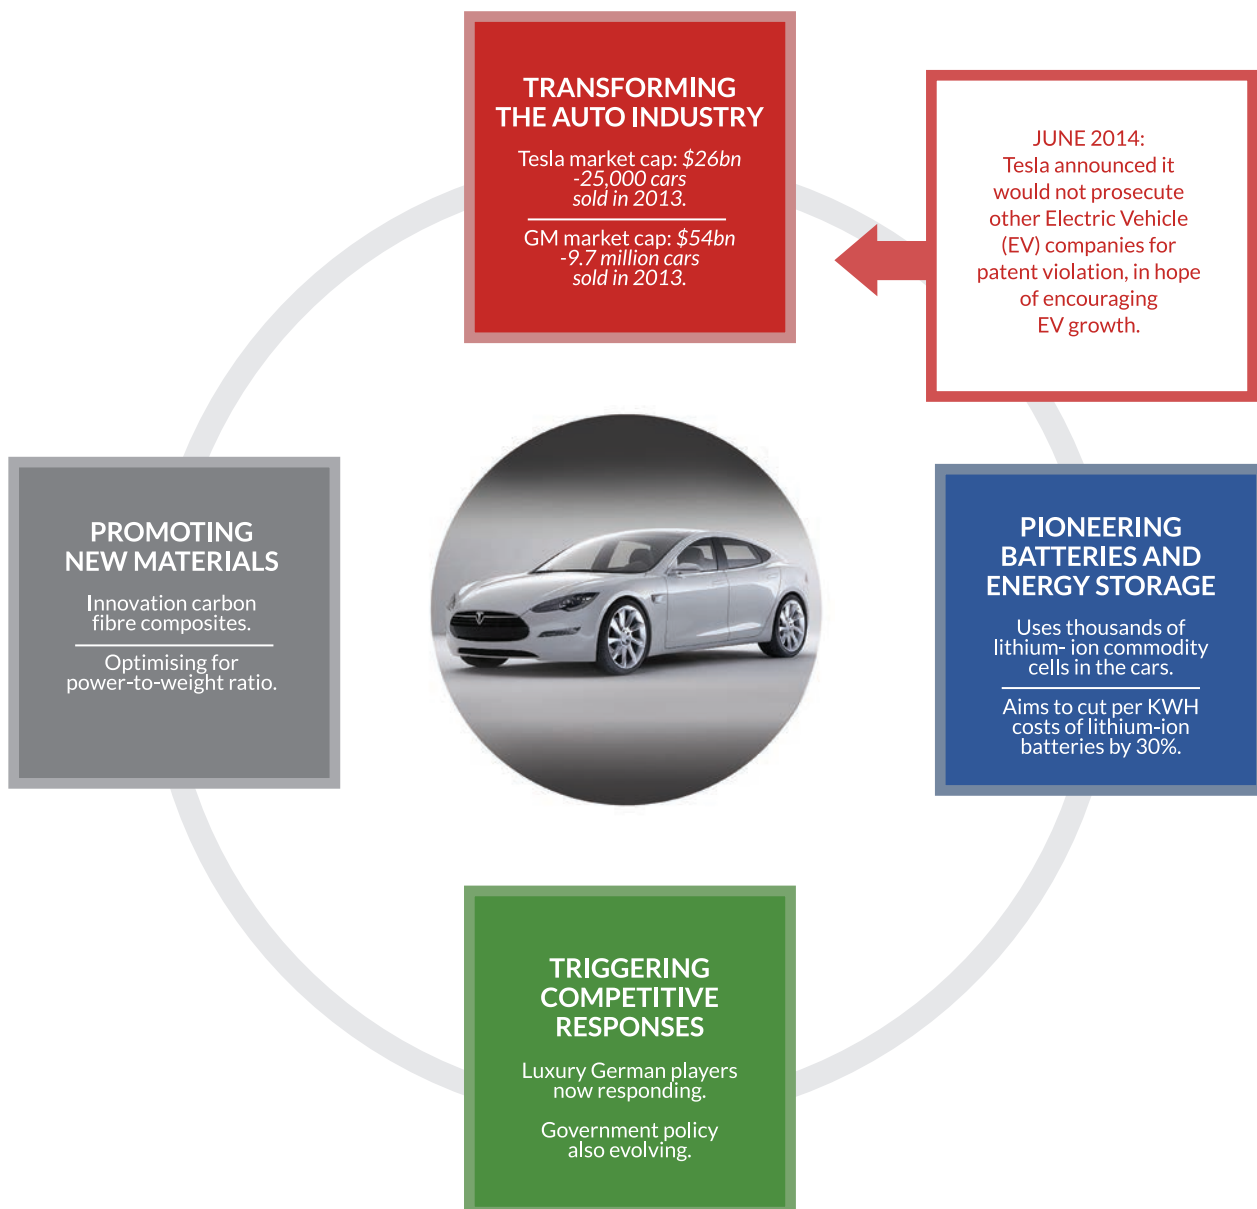 TRANSFORMING
THE AUTO INDUSTRY
Tesla market cap: $26bn
-25,000 cars
sold in 2013.
GM market cap: $54bn
-9.7 million cars
sold in 2013.
JUNE 2014:
Tesla announced it
would not prosecute
other Electric Vehicle
(EV) companies for
patent violation, in hope
of encouraging
EV growth.
PROMOTING
NEW MATERIALS
Innovation carbon
fibre composites.
Optimising for
power-to-weight ratio.
PIONEERING
BATTERIES AND
ENERGY STORAGE
Uses thousands of
lithium- ion commodity
cells in the cars.
Aims to cut per KWH
costs of lithium-ion
batteries by 30%.
TRIGGERING
COMPETITIVE
RESPONSES
Luxury German players
now responding.
Government policy
also evolving.